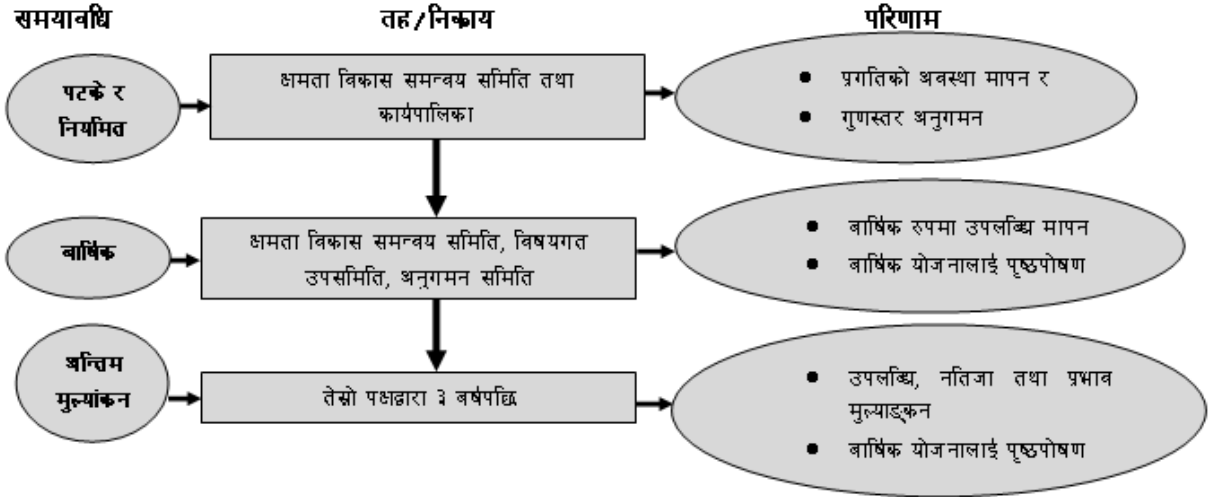 समयावधि तह/निकाय परिणाम
पटके र
नियमित
क्षमता विकास समन्वय समिति तथा
कार्यपालिका
● प्रगतिको अवस्था मापन र
● गुणस्तर अनुगमन
बार्षिक
क्षमता विकास समन्वय समिति, विषयगत
उपसमिति, अनुगमन समिति
● बार्षिक रुपमा उपलब्धि मापन
● बार्षिक योजनालाई पृष्ठपोषण
अन्तिम
मुल्यांकन
तेस्रो पक्षद्वारा ३ बर्षपछि
● उपलब्धि, नतिजा तथा प्रभाव
मुल्याङ्कन
● बार्षिक योजनालाई पृष्ठपोषण